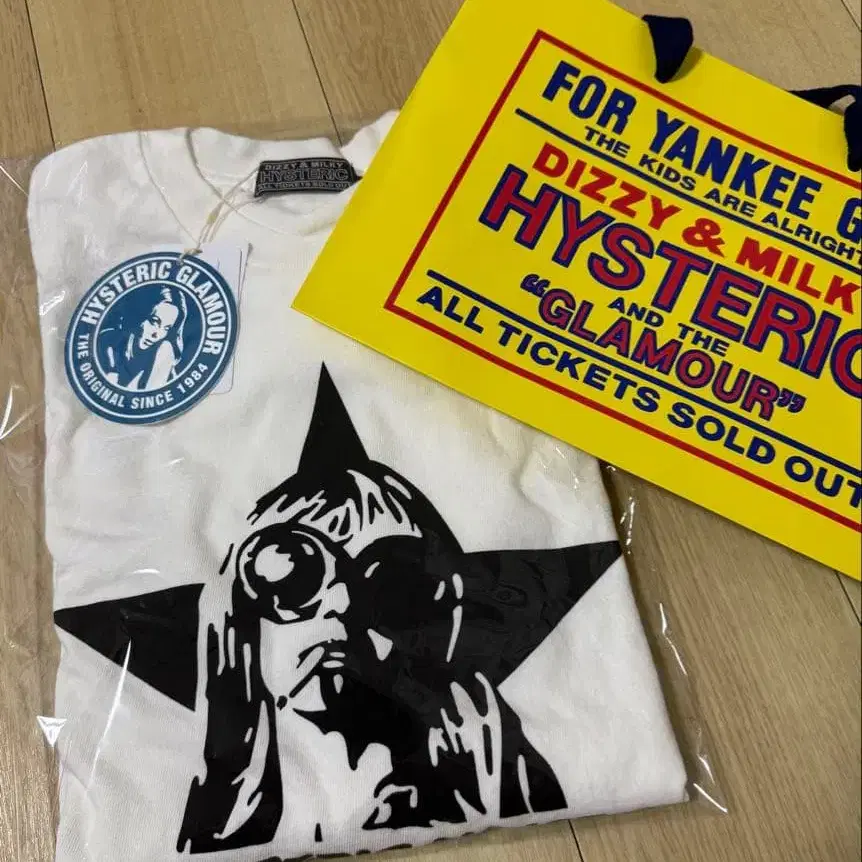 DIZZY & MILKY
HYSTERIC
ALL TICKETS SOLD OUT
HYSTERIC GLAMOUR
THE ORIGINAL SINCE 1984
FOR YANKEE G
THE KIDS ARE ALRIGHT
DIZZY & MILK
HYSTERIC
AND THE
"GLAMOUR"
ALL TICKETS SOLD OUT